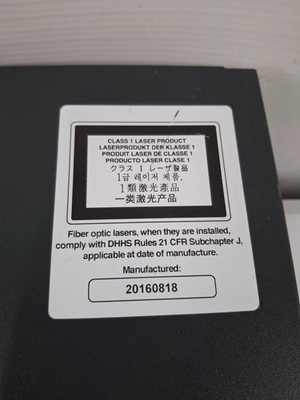 CLASS 1 LASER PRODUCT
LASERPRODUKT DER KLASSE 1
PRODUIT LASER DE CLASSE 1
PRODUCTO LÁSER CLASE 1
クラス 1 レーザ製品
1급 레이저 제품.
1類激光產品
一类激光产品
Fiber optic lasers, when they are installed,
comply with DHHS Rules 21 CFR Subchapter J,
applicable at date of manufacture.
Manufactured:
20160818